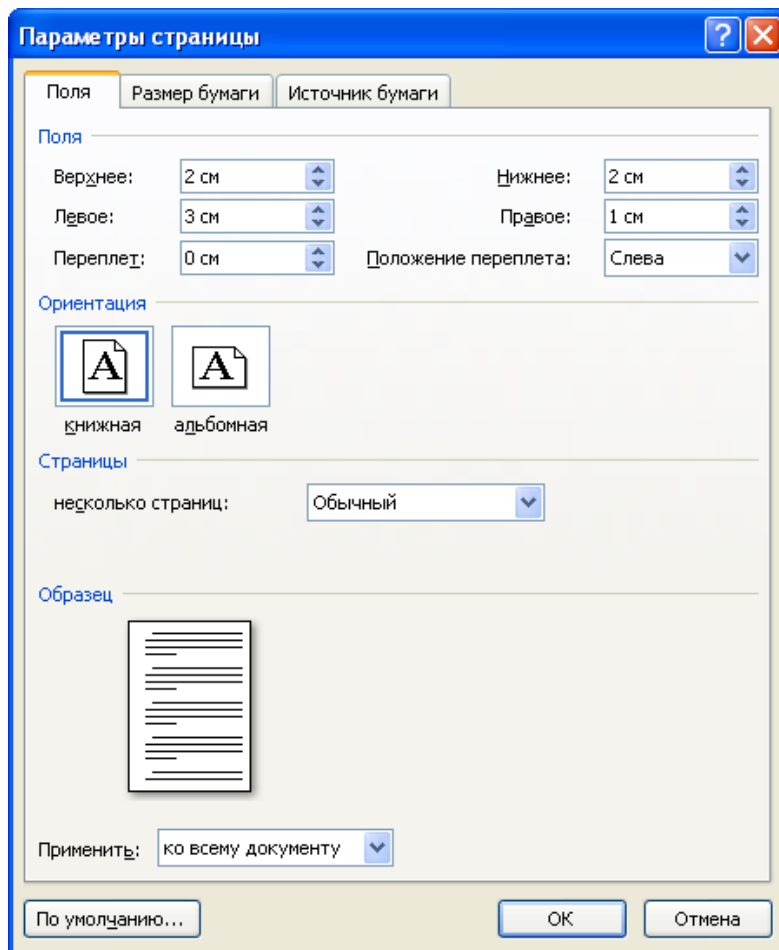 Параметры страницы
Поля Размер бумаги Источник бумаги
Поля
Верхнее: 2 см Нижнее: 2 см
Левое: 3 см Правое: 1 см
Переплет: 0 см Положение переплета: Слева
Ориентация
A A
книжная альбомная
Страницы
несколько страниц: Обычный
Образец
Применить: ко всему документу
По умолчанию... ОК Отмена